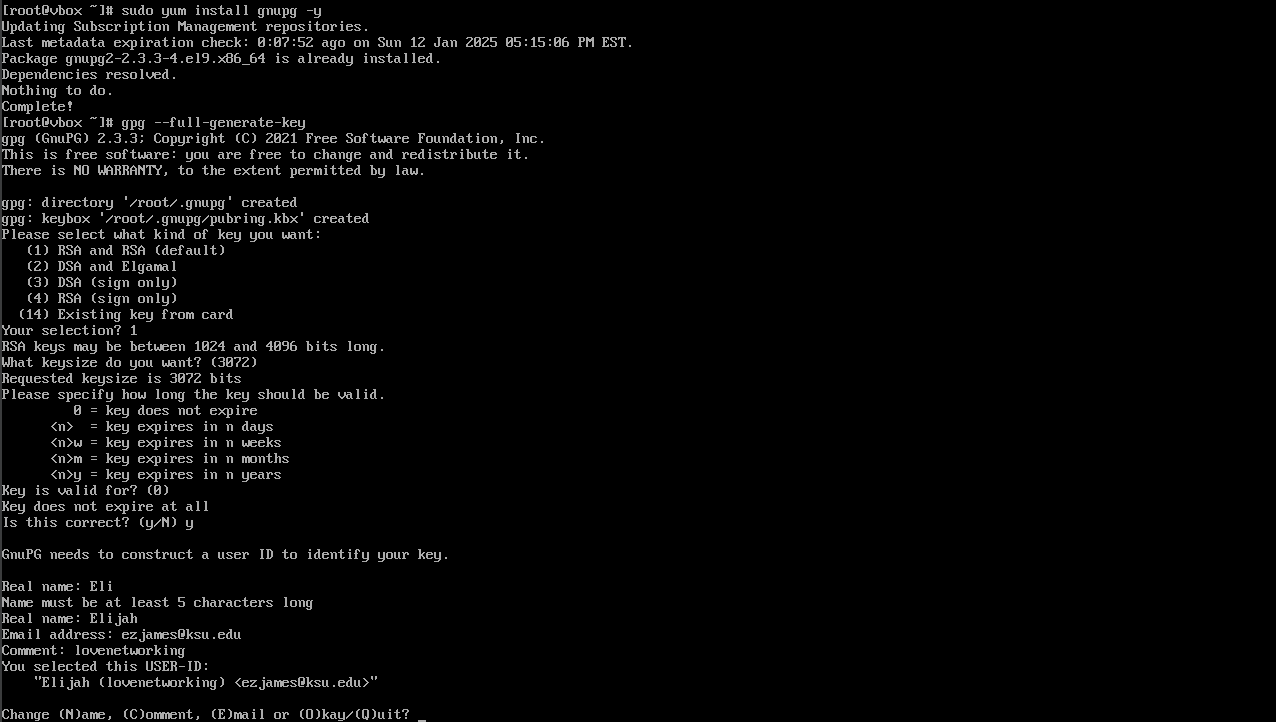 [root@vbox ~]# sudo yum install gnupg -y
Updating Subscription Management repositories.
Last metadata expiration check: 0:07:52 ago on Sun 12 Jan 2025 05:15:06 PM EST.
Package gnupg2-2.3.3-4.el9.x86_64 is already installed.
Dependencies resolved.
Nothing to do.
Complete!
[root@vbox ~]# gpg --full-generate-key
gpg (GnuPG) 2.3.3; Copyright (C) 2021 Free Software Foundation, Inc.
This is free software: you are free to change and redistribute it.
There is NO WARRANTY, to the extent permitted by law.

gpg: directory '/root/.gnupg' created
gpg: keybox '/root/.gnupg/pubring.kbx' created
Please select what kind of key you want:
   (1) RSA and RSA (default)
   (2) DSA and Elgamal
   (3) DSA (sign only)
   (4) RSA (sign only)
  (14) Existing key from card
Your selection? 1
RSA keys may be between 1024 and 4096 bits long.
What keysize do you want? (3072)
Requested keysize is 3072 bits
Please specify how long the key should be valid.
         0 = key does not expire
      <n>  = key expires in n days
      <n>w = key expires in n weeks
      <n>m = key expires in n months
      <n>y = key expires in n years
Key is valid for? (0)
Key does not expire at all
Is this correct? (y/N) y

GnuPG needs to construct a user ID to identify your key.

Real name: Eli
Name must be at least 5 characters long
Real name: Elijah
Email address: ezjames@ksu.edu
Comment: lovenetworking
You selected this USER-ID:
    "Elijah (lovenetworking) <ezjames@ksu.edu>"

Change (N)ame, (C)omment, (E)mail or (O)kay/(Q)uit? _